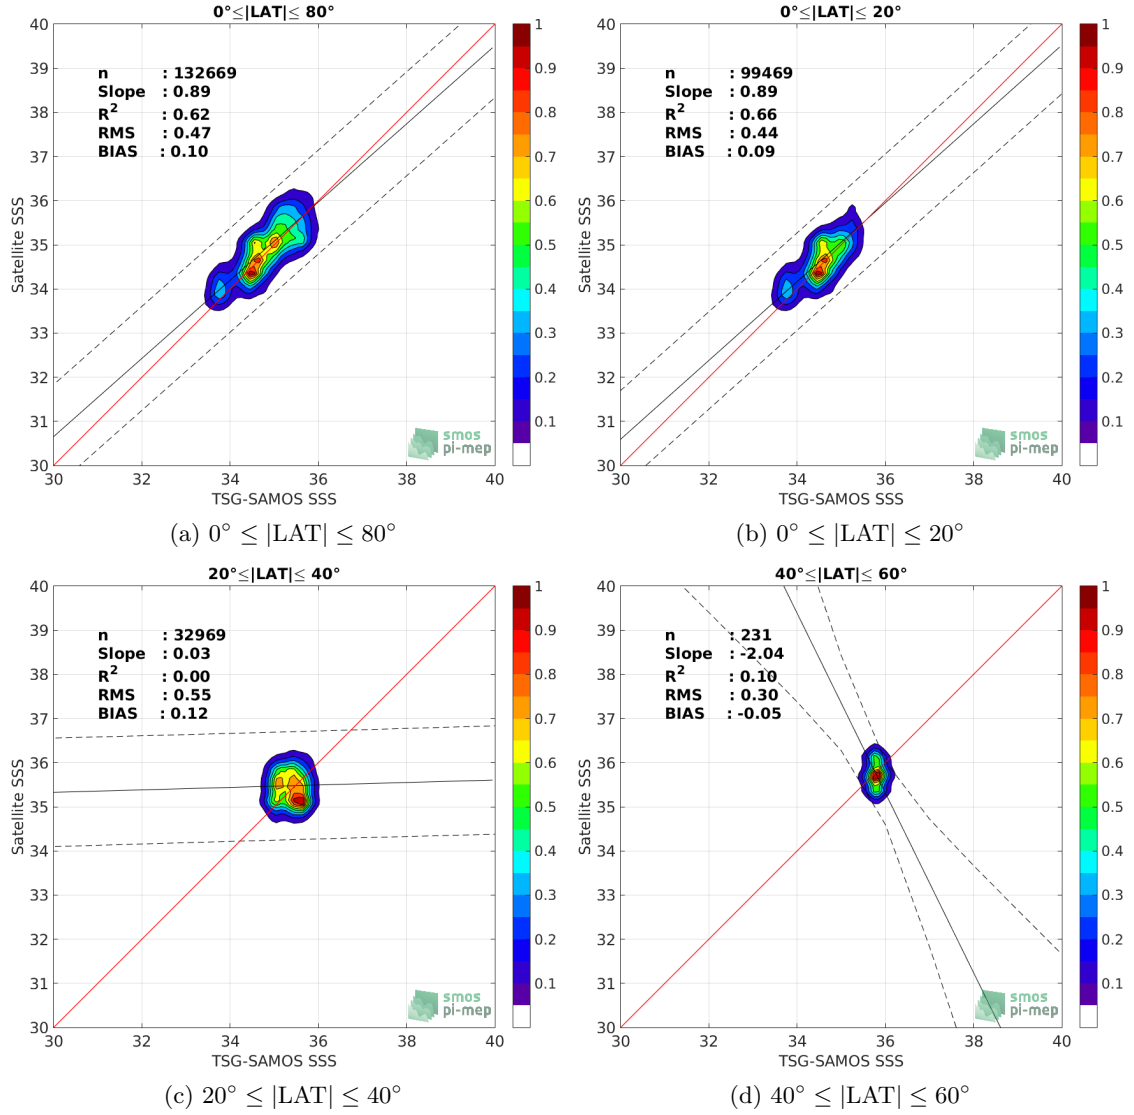 0°≤|LAT|≤ 80°
n : 132669
Slope : 0.89
R² : 0.62
RMS : 0.47
BIAS : 0.10
40
39
38
37
36
35
34
33
32
31
30
Satellite SSS
30 32 34 36 38 40
TSG-SAMOS SSS
1
0.9
0.8
0.7
0.6
0.5
0.4
0.3
0.2
0.1
smos
pi-mep
(a) 0° ≤ |LAT| ≤ 80°
0°≤|LAT|≤ 20°
n : 99469
Slope : 0.89
R² : 0.66
RMS : 0.44
BIAS : 0.09
40
39
38
37
36
35
34
33
32
31
30
Satellite SSS
30 32 34 36 38 40
TSG-SAMOS SSS
1
0.9
0.8
0.7
0.6
0.5
0.4
0.3
0.2
0.1
smos
pi-mep
(b) 0° ≤ |LAT| ≤ 20°
20°≤|LAT|≤ 40°
n : 32969
Slope : 0.03
R² : 0.00
RMS : 0.55
BIAS : 0.12
40
39
38
37
36
35
34
33
32
31
30
Satellite SSS
30 32 34 36 38 40
TSG-SAMOS SSS
1
0.9
0.8
0.7
0.6
0.5
0.4
0.3
0.2
0.1
smos
pi-mep
(c) 20° ≤ |LAT| ≤ 40°
40°≤|LAT|≤ 60°
n : 231
Slope : -2.04
R² : 0.10
RMS : 0.30
BIAS : -0.05
40
39
38
37
36
35
34
33
32
31
30
Satellite SSS
30 32 34 36 38 40
TSG-SAMOS SSS
1
0.9
0.8
0.7
0.6
0.5
0.4
0.3
0.2
0.1
smos
pi-mep
(d) 40° ≤ |LAT| ≤ 60°